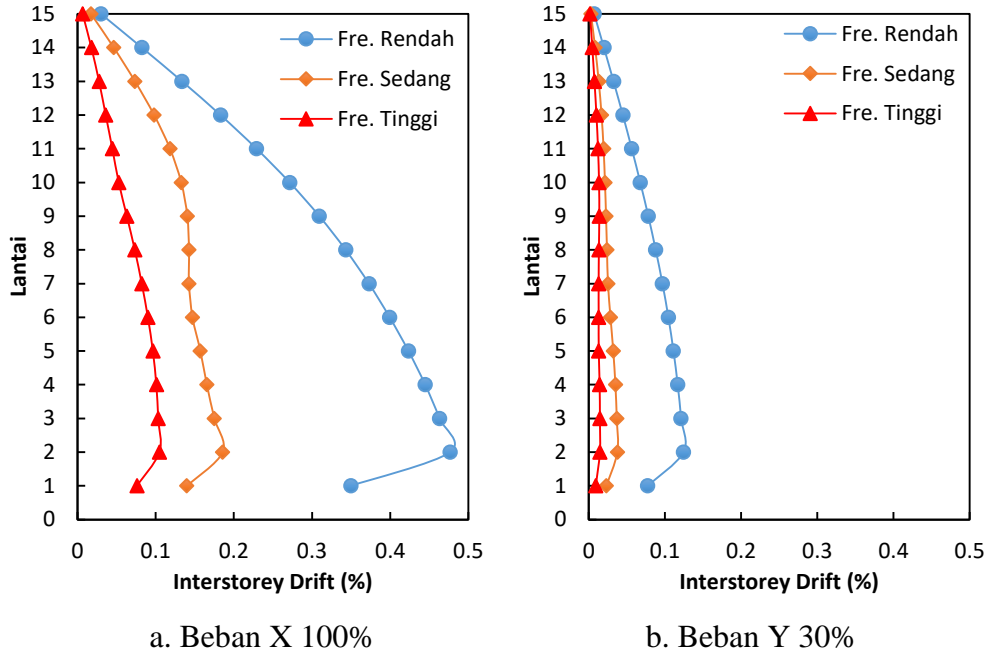 15
14
13
12
11
10
9
8
7
6
5
4
3
2
1
0
Lantai
Fre. Rendah
Fre. Sedang
Fre. Tinggi
0 0.1 0.2 0.3 0.4 0.5
Interstorey Drift (%)
a. Beban X 100%
15
14
13
12
11
10
9
8
7
6
5
4
3
2
1
0
Lantai
Fre. Rendah
Fre. Sedang
Fre. Tinggi
0 0.1 0.2 0.3 0.4 0.5
Interstorey Drift (%)
b. Beban Y 30%